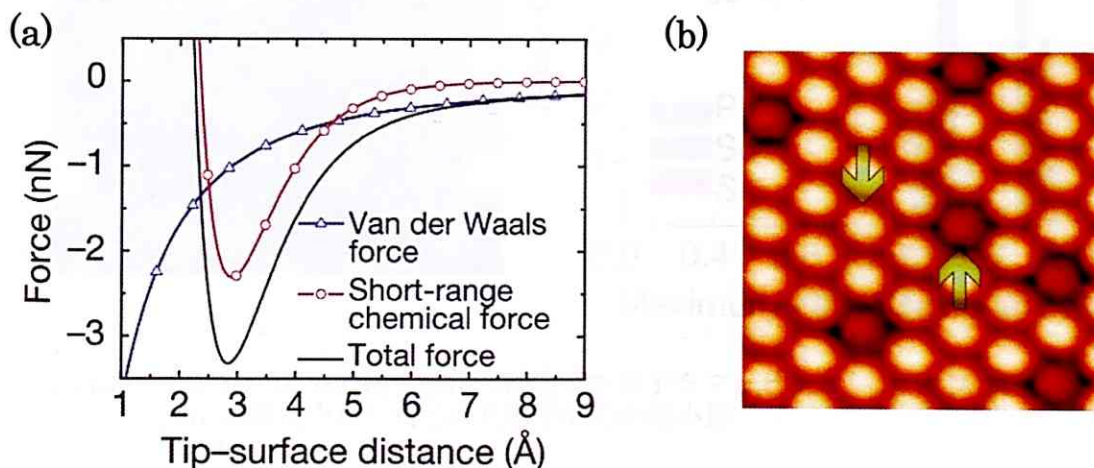 (a)
(b)
0
−1
−2
−3
Force (nN)
Van der Waals
force
Short-range
chemical force
Total force
1 2 3 4 5 6 7 8 9
Tip–surface distance (Å)